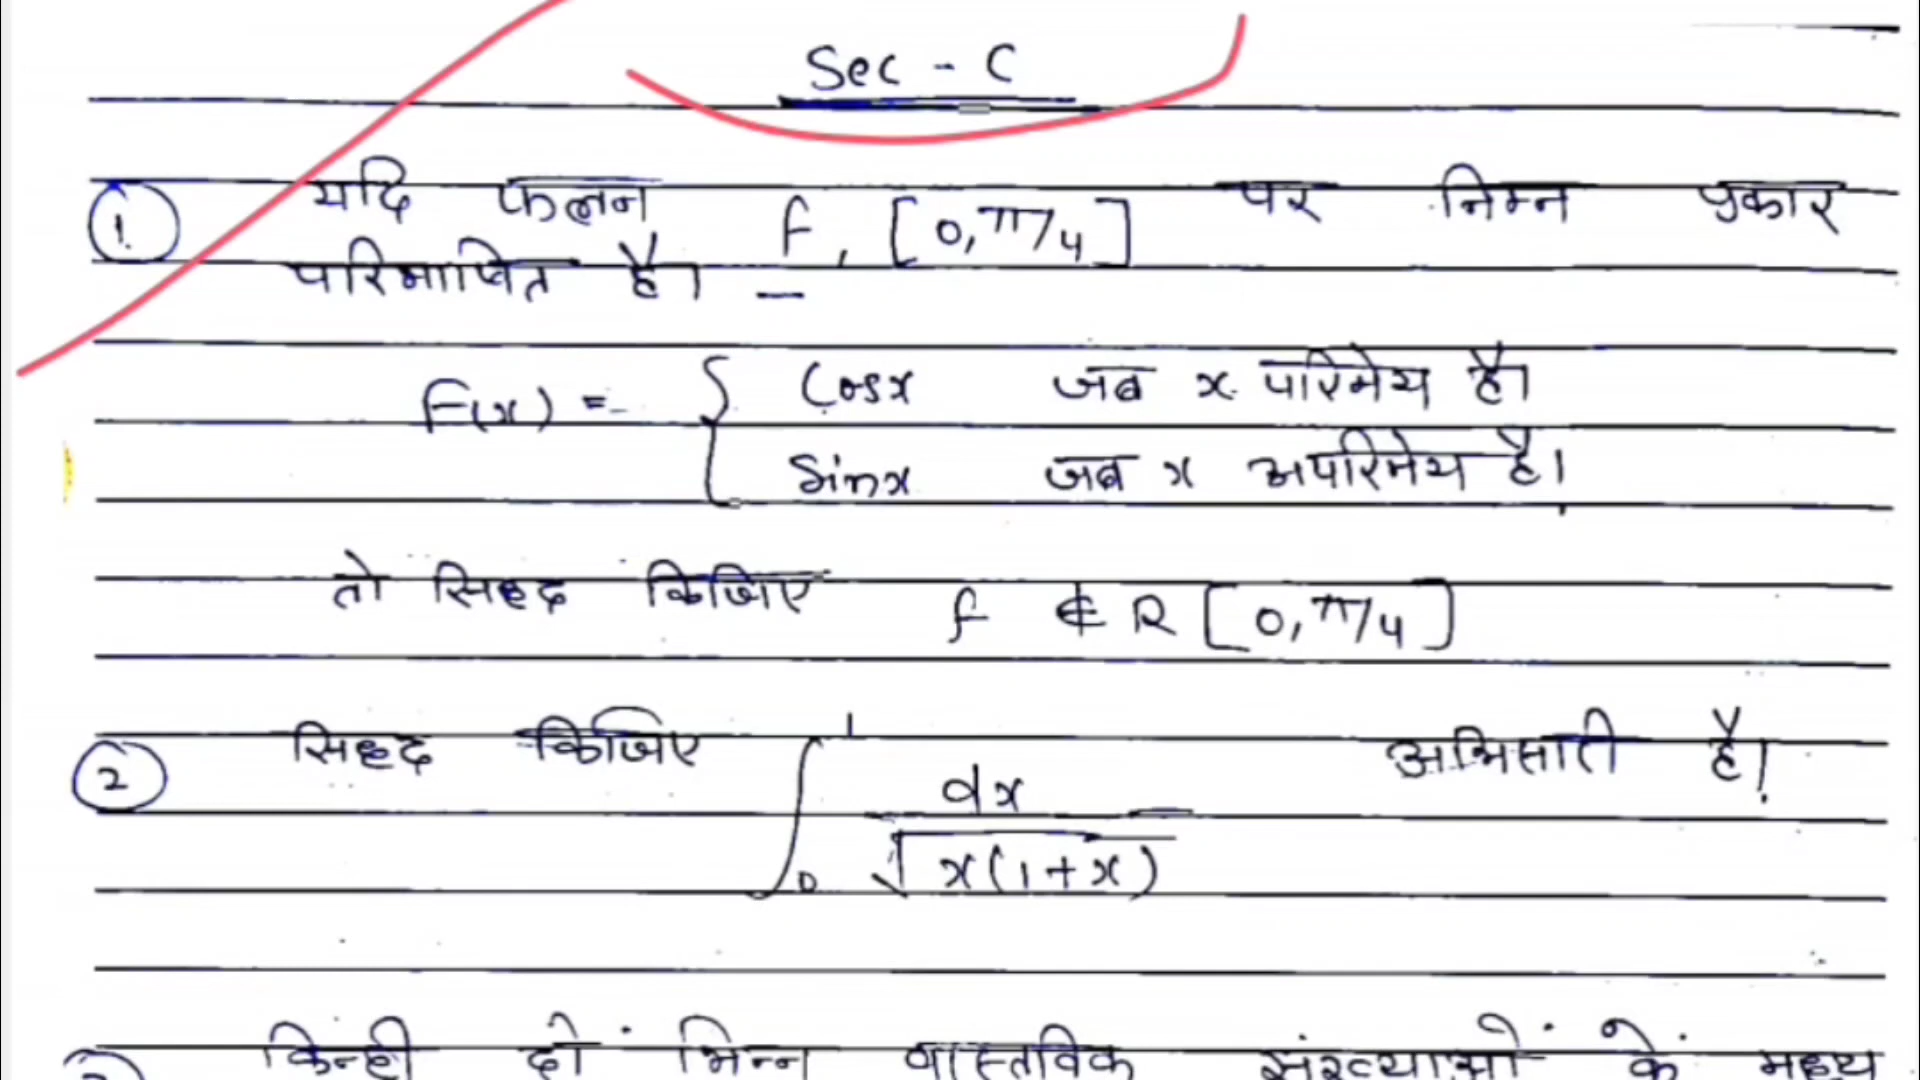 Sec - C
① यदि फलन f, [0, π/4] पर निम्न प्रकार
परिभाषित है। -
F(x) = { Cosx जब x परिमेय है।
Sinx जब x अपरिमेय है।
तो सिद्ध किजिए f ∉ R [0, π/4]
② सिद्ध किजिए ∫₀¹ dx / √x(1+x) अभिसारी है।
किन्ही दो भिन्न वास्तविक संख्याओं के मध्य